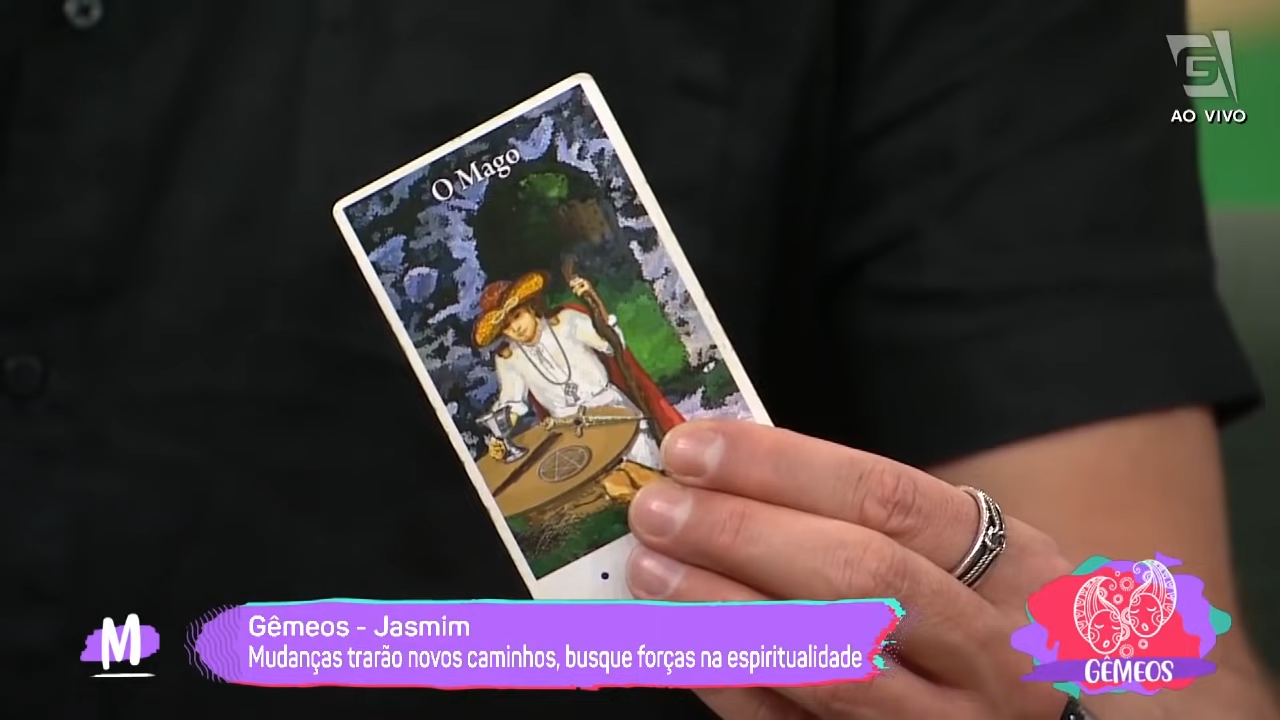 G
AO VIVO
O Mago
M
Gêmeos - Jasmim
Mudanças trarão novos caminhos, busque forças na espiritualidade
GÊMEOS